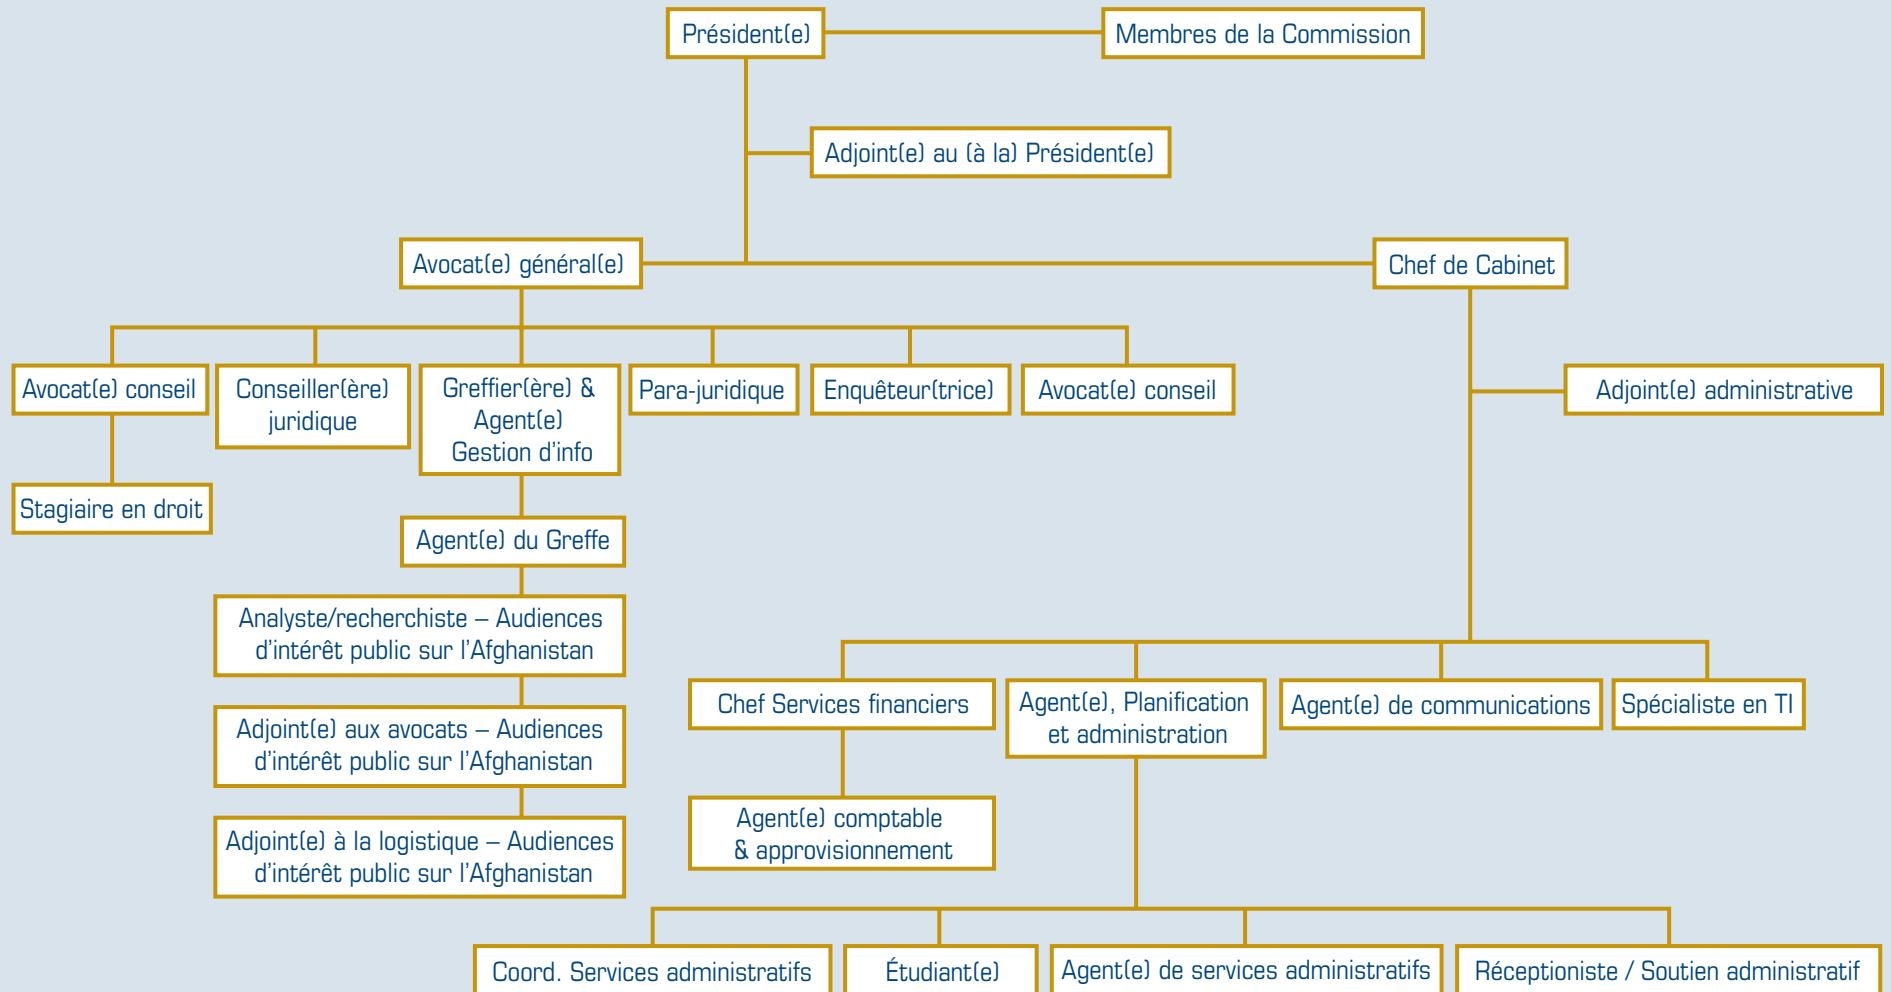 Président(e)
Membres de la Commission
Adjoint(e) au (à la) Président(e)
Avocat(e) général(e)
Chef de Cabinet
Avocat(e) conseil
Conseiller(ère)
juridique
Greffier(ère) &
Agent(e)
Gestion d'info
Para-juridique
Enquêteur(trice)
Avocat(e) conseil
Adjoint(e) administrative
Stagiaire en droit
Agent(e) du Greffe
Analyste/recherchiste – Audiences
d'intérêt public sur l'Afghanistan
Adjoint(e) aux avocats – Audiences
d'intérêt public sur l'Afghanistan
Adjoint(e) à la logistique – Audiences
d'intérêt public sur l'Afghanistan
Chef Services financiers
Agent(e), Planification
et administration
Agent(e) de communications
Spécialiste en TI
Agent(e) comptable
& approvisionnement
Coord. Services administratifs
Étudiant(e)
Agent(e) de services administratifs
Réceptioniste / Soutien administratif